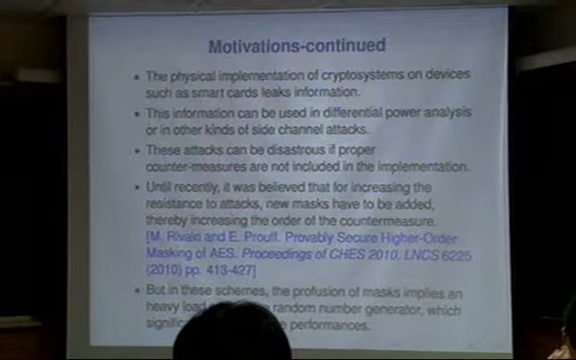 Motivations-continued
• The physical implementation of cryptosystems on devices
such as smart cards leaks information.
• This information can be used in differential power analysis
or in other kinds of side channel attacks.
• These attacks can be disastrous if proper
counter-measures are not included in the implementation.
• Until recently, it was believed that for increasing the
resistance to attacks, new masks have to be added,
thereby increasing the order of the countermeasure.
[M. Rivain and E. Prouff. Provably Secure Higher-Order
Masking of AES. Proceedings of CHES 2010, LNCS 6225
(2010) pp. 413-427]
• But in these schemes, the profusion of masks implies an
heavy load random number generator, which
performances.